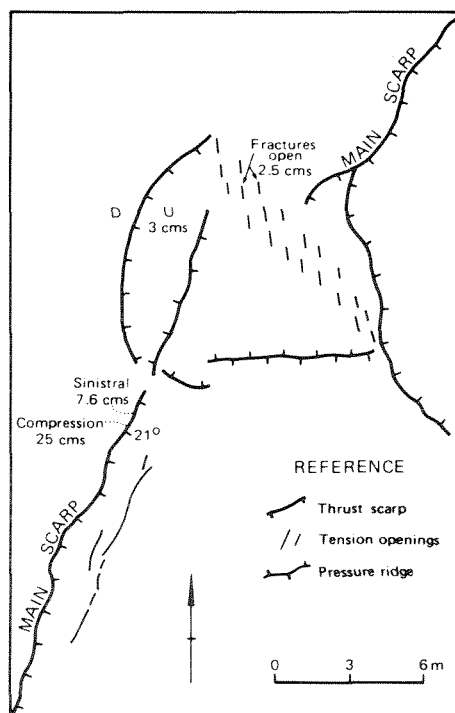 MAIN SCARP
Fractures
open
2.5 cms
D U
3 cms
Sinistral
7.6 cms
Compression
25 cms
21°
MAIN SCARP
REFERENCE
Thrust scarp
Tension openings
Pressure ridge
0 3 6 m